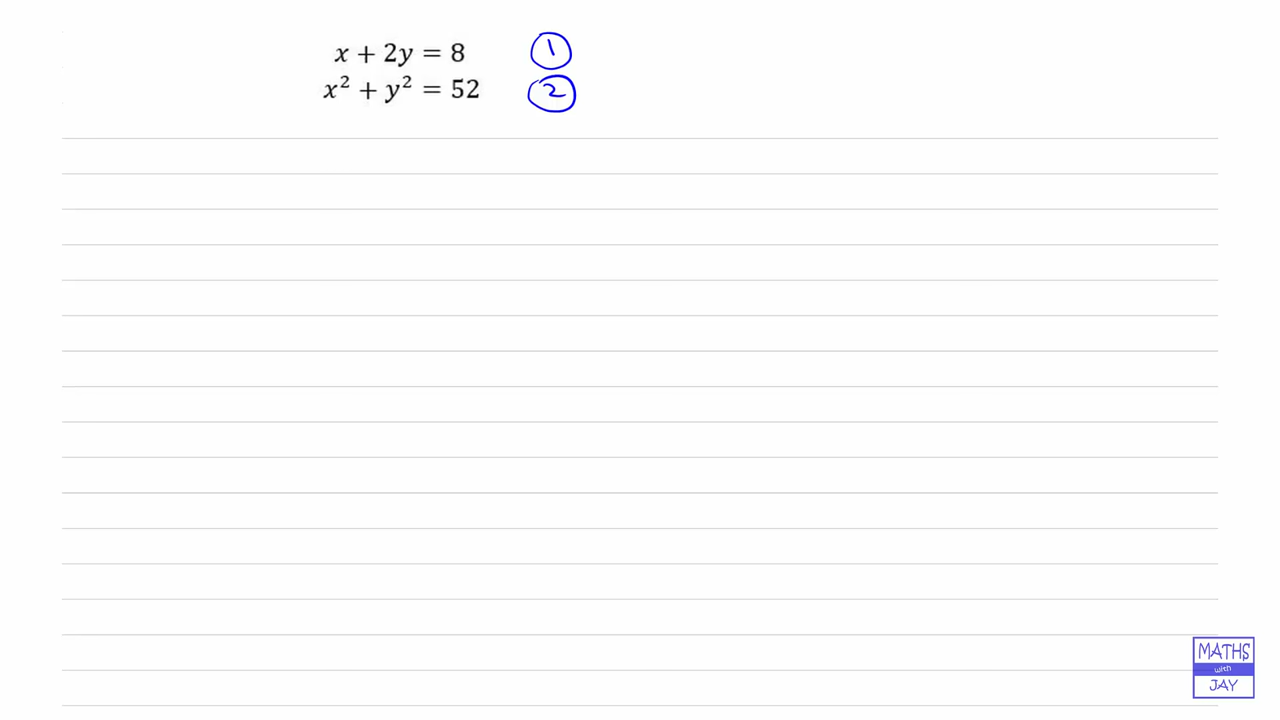 x + 2y = 8 ①
x² + y² = 52 ②
MATHS
with
JAY